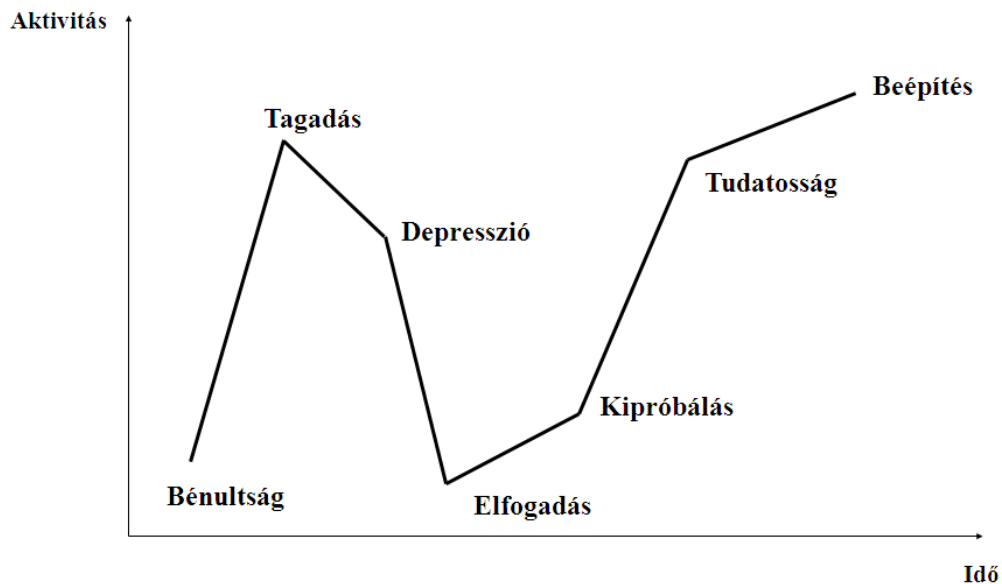 Aktivitás
Beépítés
Tagadás
Tudatosság
Depresszió
Kipróbálás
Bénultság
Elfogadás
Idő